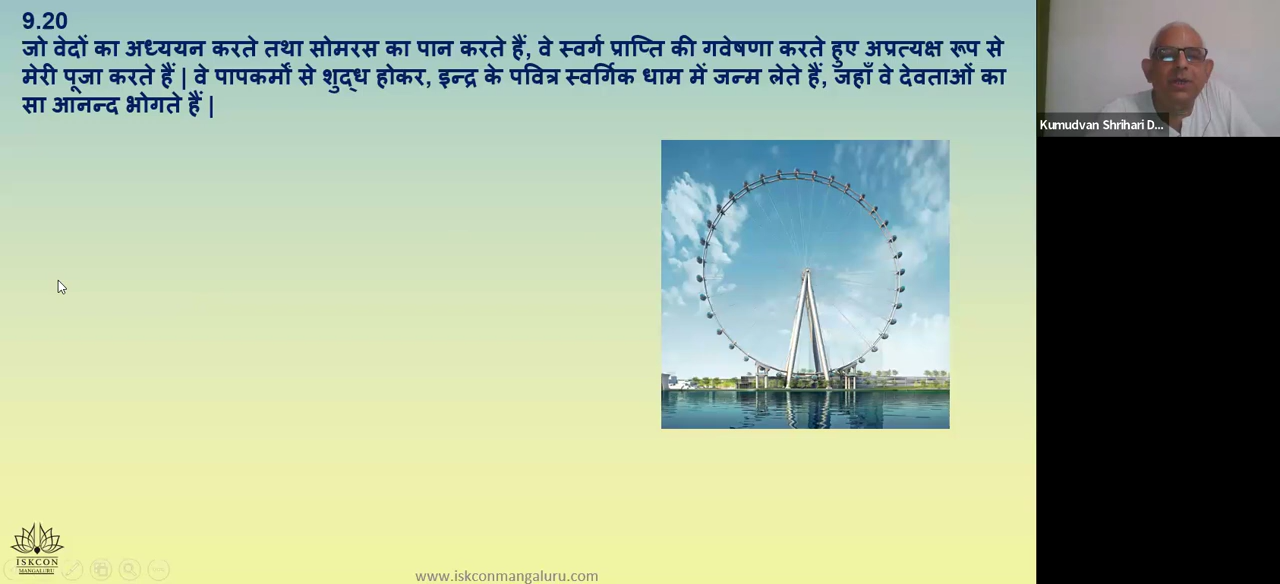 9.20
जो वेदों का अध्ययन करते तथा सोमरस का पान करते हैं, वे स्वर्ग प्राप्ति की गवेषणा करते हुए अप्रत्यक्ष रूप से
मेरी पूजा करते हैं | वे पापकर्मों से शुद्ध होकर, इन्द्र के पवित्र स्वर्गिक धाम में जन्म लेते हैं, जहाँ वे देवताओं का
सा आनन्द भोगते हैं |
Kumudvan Shrihari D...
ISKCON
MANGALURU
www.iskconmangaluru.com